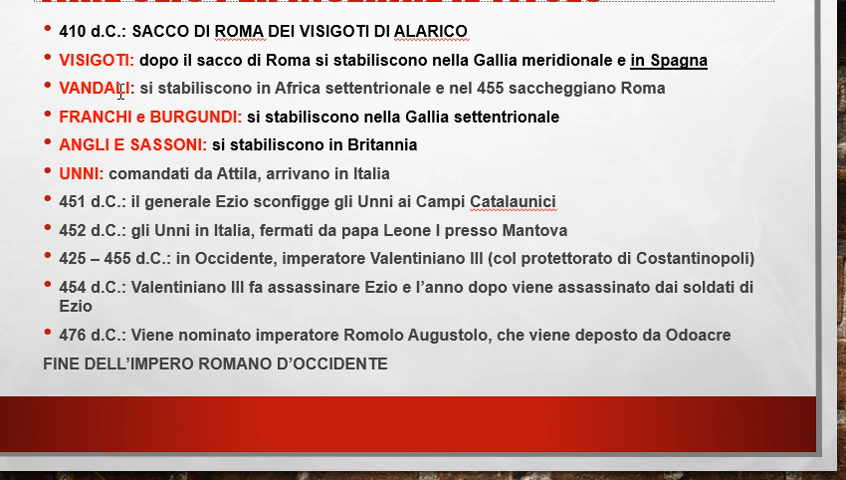 • 410 d.C.: SACCO DI ROMA DEI VISIGOTI DI ALARICO
• VISIGOTI: dopo il sacco di Roma si stabiliscono nella Gallia meridionale e in Spagna
• VANDALI: si stabiliscono in Africa settentrionale e nel 455 saccheggiano Roma
• FRANCHI e BURGUNDI: si stabiliscono nella Gallia settentrionale
• ANGLI E SASSONI: si stabiliscono in Britannia
• UNNI: comandati da Attila, arrivano in Italia
• 451 d.C.: il generale Ezio sconfigge gli Unni ai Campi Catalaunici
• 452 d.C.: gli Unni in Italia, fermati da papa Leone I presso Mantova
• 425 – 455 d.C.: in Occidente, imperatore Valentiniano III (col protettorato di Costantinopoli)
• 454 d.C.: Valentiniano III fa assassinare Ezio e l’anno dopo viene assassinato dai soldati di
Ezio
• 476 d.C.: Viene nominato imperatore Romolo Augustolo, che viene deposto da Odoacre
FINE DELL’IMPERO ROMANO D’OCCIDENTE